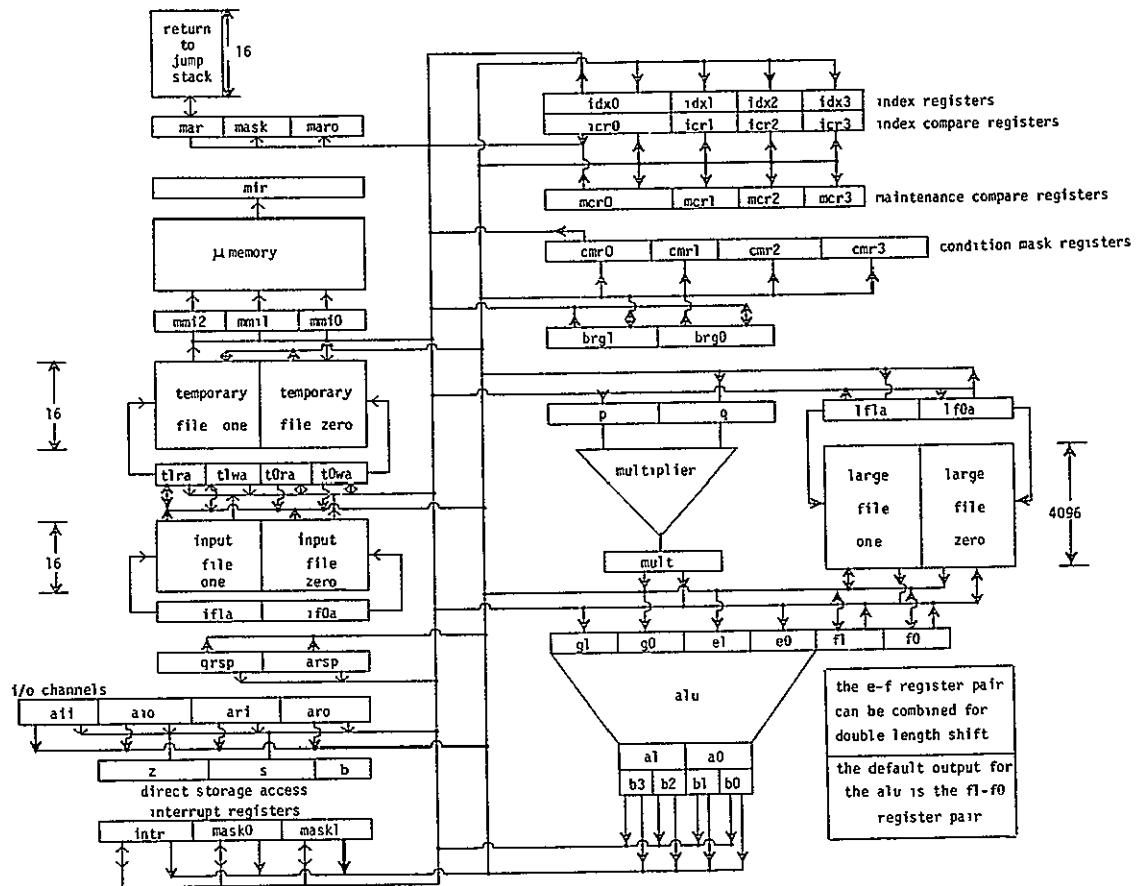 return
to
jump
stack
16
mar mask maro
mir
μ memory
mmi2 mmi1 mmi0
16
temporary temporary
file one file zero
t1ra t1wa t0ra t0wa
16
input input
file file
one zero
if1a if0a
qrsp arsp
i/o channels
aii aio ari aro
z s b
direct storage access
interrupt registers
intr mask0 mask1
idx0 idx1 idx2 idx3 index registers
icr0 icr1 icr2 icr3 index compare registers
mcr0 mcr1 mcr2 mcr3 maintenance compare registers
cmr0 cmr1 cmr2 cmr3 condition mask registers
brg1 brg0
p q
multiplier
mult
lf1a lf0a
large large
file file
one zero
4096
g1 g0 e1 e0 f1 f0
alu
a1 a0
b3 b2 b1 b0
the e-f register pair
can be combined for
double length shift
the default output for
the alu is the f1-f0
register pair